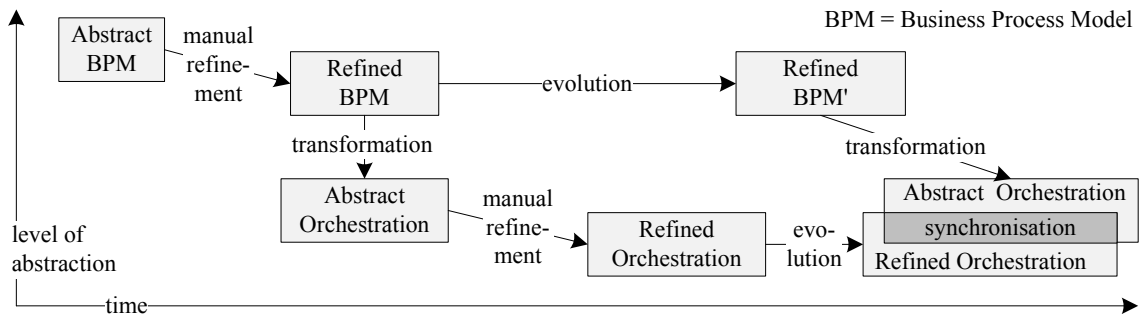 BPM = Business Process Model
Abstract
BPM
manual
refine-
ment
Refined
BPM
evolution
Refined
BPM'
transformation
transformation
Abstract
Orchestration
manual
refine-
ment
Refined
Orchestration
evo-
lution
Abstract Orchestration
synchronisation
Refined Orchestration
level of
abstraction
time